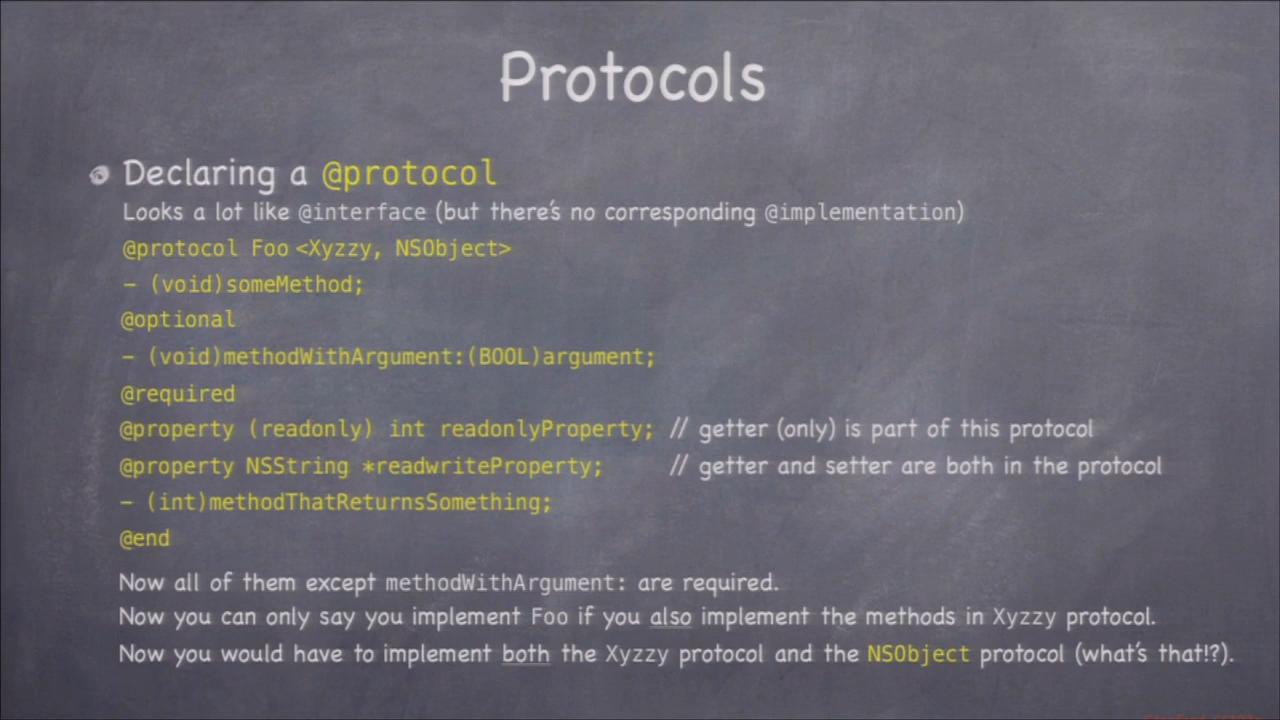 Protocols
Declaring a @protocol
Looks a lot like @interface (but there's no corresponding @implementation)
@protocol Foo <Xyzzy, NSObject>
- (void)someMethod;
@optional
- (void)methodWithArgument:(BOOL)argument;
@required
@property (readonly) int readonlyProperty; // getter (only) is part of this protocol
@property NSString *readwriteProperty; // getter and setter are both in the protocol
- (int)methodThatReturnsSomething;
@end
Now all of them except methodWithArgument: are required.
Now you can only say you implement Foo if you also implement the methods in Xyzzy protocol.
Now you would have to implement both the Xyzzy protocol and the NSObject protocol (what's that!?).